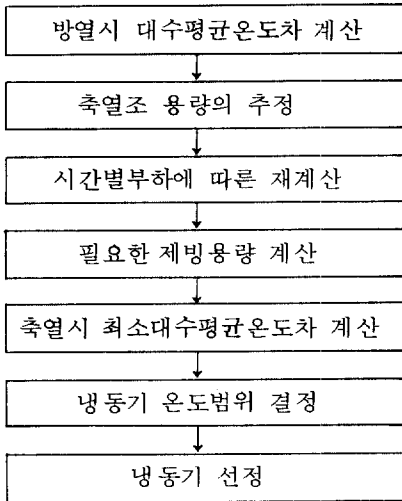 방열시 대수평균온도차 계산
축열조 용량의 추정
시간별부하에 따른 재계산
필요한 제빙용량 계산
축열시 최소대수평균온도차 계산
냉동기 온도범위 결정
냉동기 선정